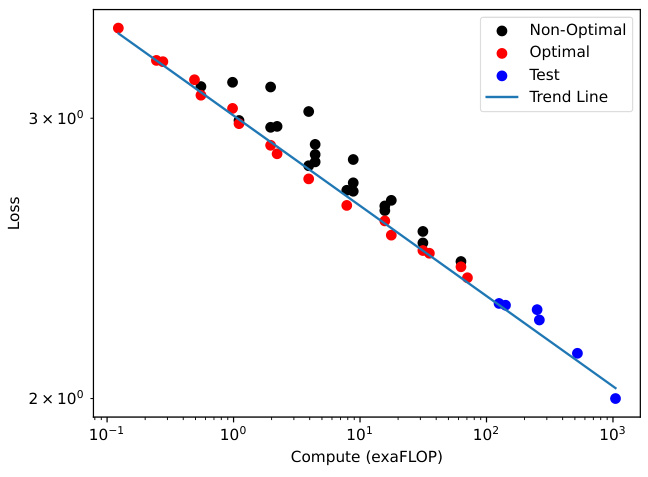 Non-Optimal
Optimal
Test
Trend Line
3 × 10⁰
2 × 10⁰
Loss
10⁻¹ 10⁰ 10¹ 10² 10³
Compute (exaFLOP)